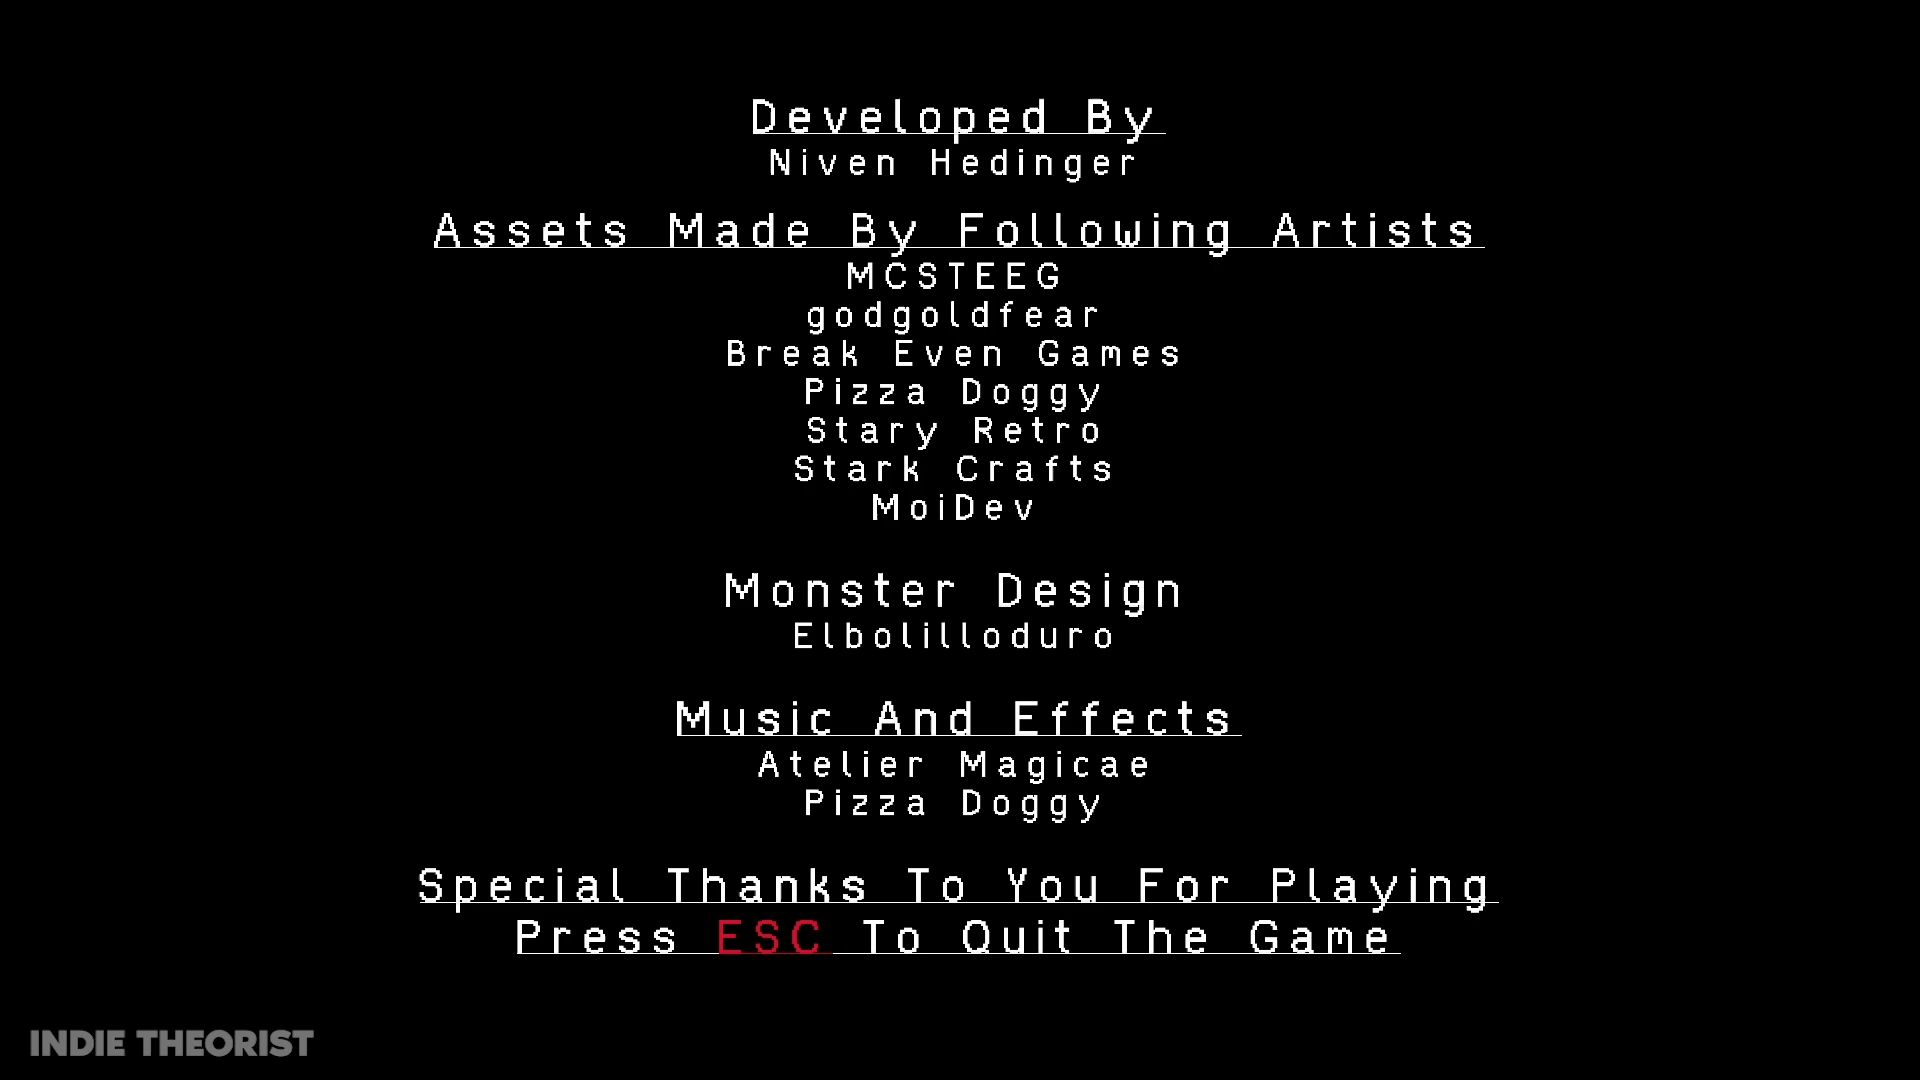 Developed By
Niven Hedinger
Assets Made By Following Artists
MCSTEEG
godgoldfear
Break Even Games
Pizza Doggy
Stary Retro
Stark Crafts
MoiDev
Monster Design
Elbolilloduro
Music And Effects
Atelier Magicae
Pizza Doggy
Special Thanks To You For Playing
Press ESC To Quit The Game
INDIE THEORIST